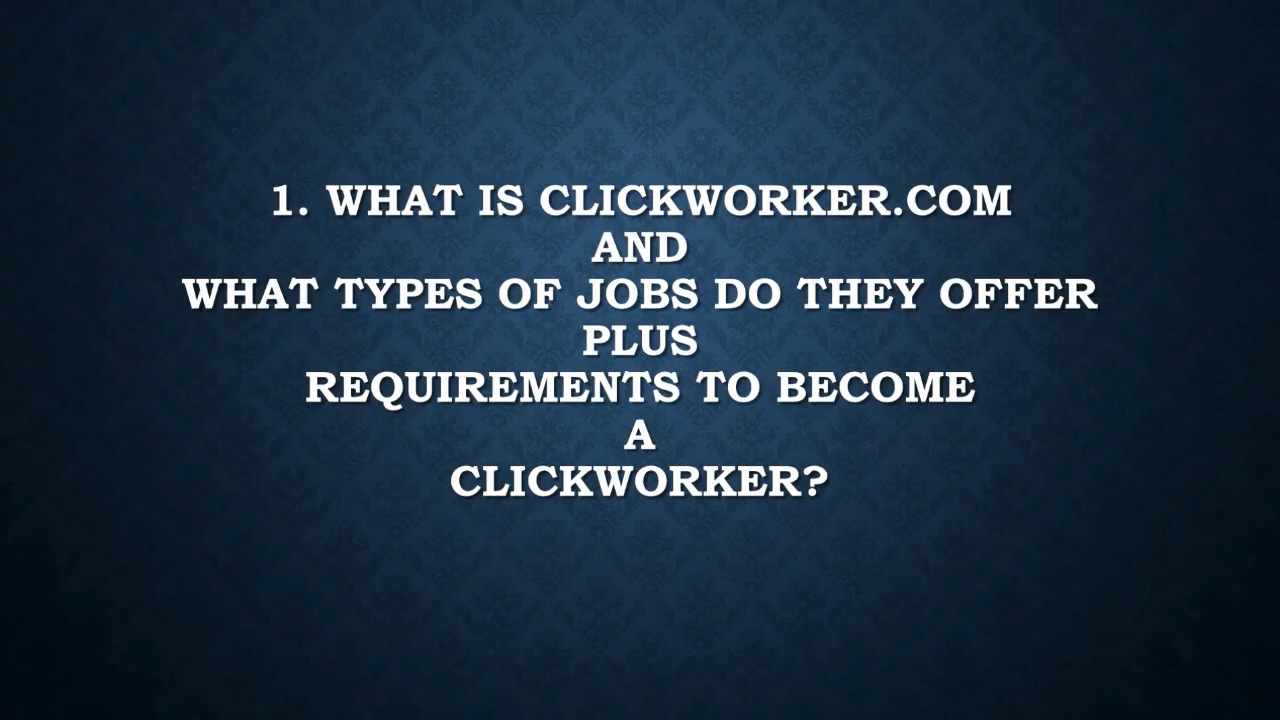 1. WHAT IS CLICKWORKER.COM
AND
WHAT TYPES OF JOBS DO THEY OFFER
PLUS
REQUIREMENTS TO BECOME
A
CLICKWORKER?